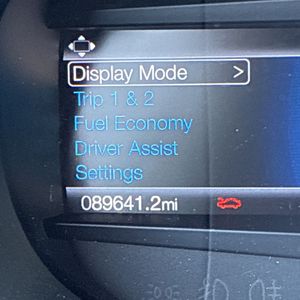 Display Mode >
Trip 1 & 2
Fuel Economy
Driver Assist
Settings
089641.2mi